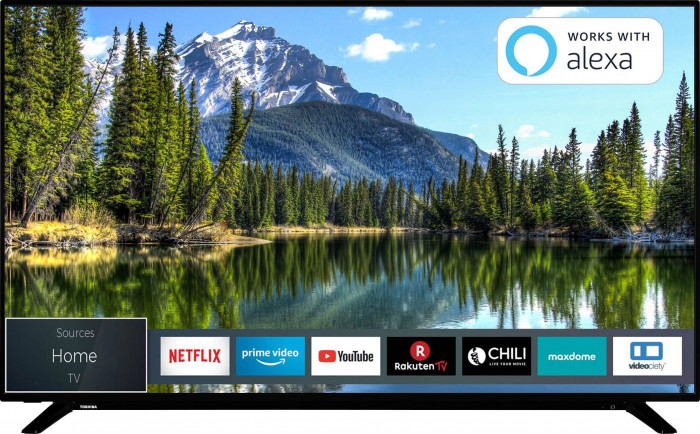 WORKS WITH
alexa
Sources
Home
TV
NETFLIX
prime video
YouTube
R
Rakuten TV
CHILI
LIVE YOUR MOVIE
maxdome
videociety
TOSHIBA